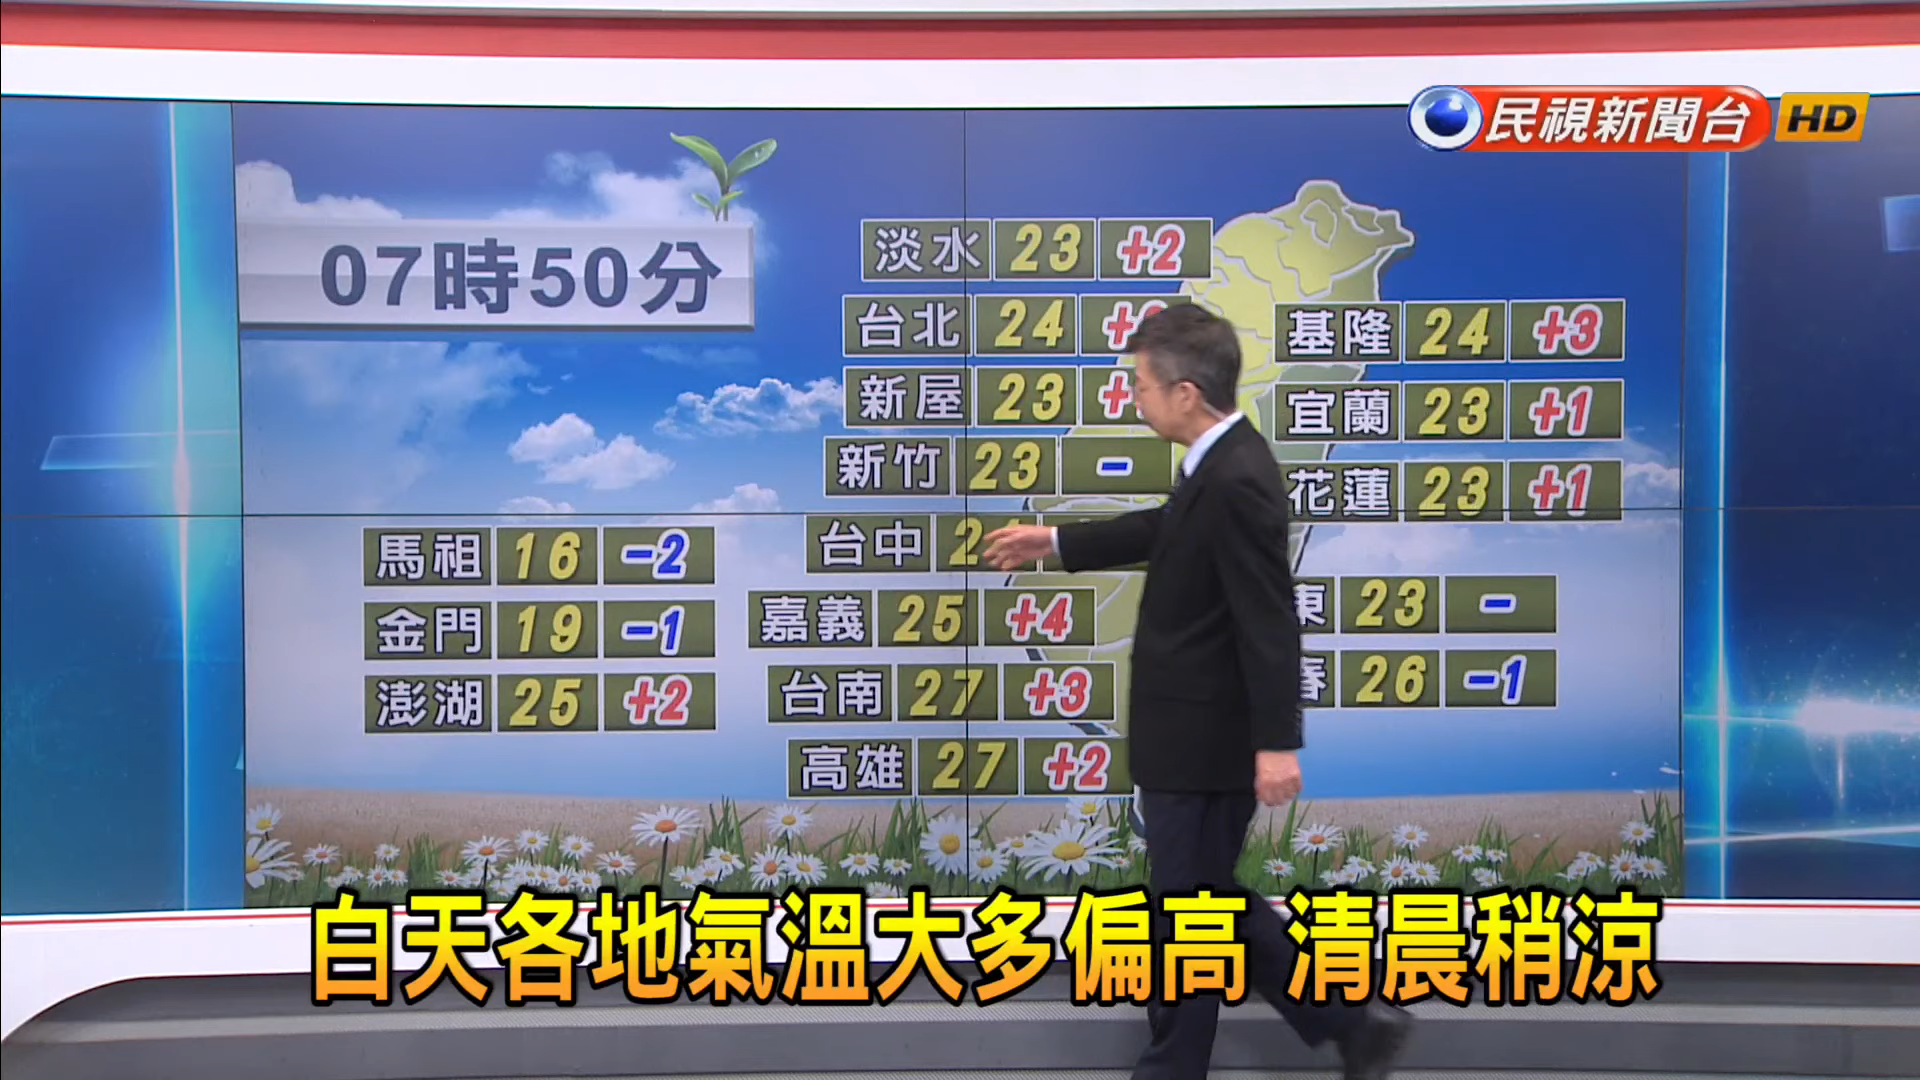 民視新聞台 HD
07時50分
淡水 23 +2
台北 24
新屋 23
新竹 23 -
台中
嘉義 25 +4
台南 27 +3
高雄 27 +2
基隆 24 +3
宜蘭 23 +1
花蓮 23 +1
東 23 -
春 26 -1
馬祖 16 -2
金門 19 -1
澎湖 25 +2
白天各地氣溫大多偏高 清晨稍涼